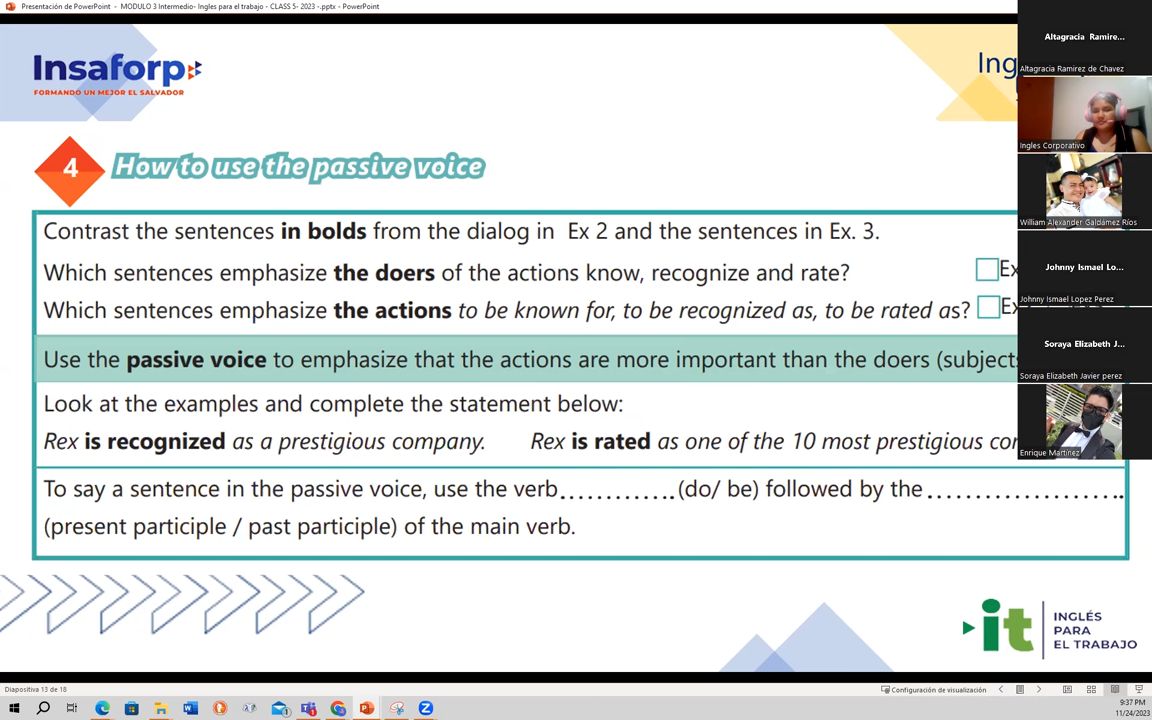 Presentación de PowerPoint - MODULO 3 Intermedio- Ingles para el trabajo - CLASS 5- 2023 -.pptx - PowerPoint
Insaforp
FORMANDO UN MEJOR EL SALVADOR
Ing
4 How to use the passive voice
Contrast the sentences in bolds from the dialog in Ex 2 and the sentences in Ex. 3.
Which sentences emphasize the doers of the actions know, recognize and rate? Ex
Which sentences emphasize the actions to be known for, to be recognized as, to be rated as? Ex
Use the passive voice to emphasize that the actions are more important than the doers (subjects
Look at the examples and complete the statement below:
Rex is recognized as a prestigious company. Rex is rated as one of the 10 most prestigious co
To say a sentence in the passive voice, use the verb............. (do/ be) followed by the .....................
(present participle / past participle) of the main verb.
it
INGLÉS
PARA
EL TRABAJO
Altagracia Ramire...
Altagracia Ramirez de Chavez
Ingles Corporativo
William Alexander Galdámez Ríos
Johnny Ismael Lo...
Johnny Ismael Lopez Perez
Soraya Elizabeth J...
Soraya Elizabeth Javier perez
Enrique Martinez
Diapositiva 13 de 18
Configuración de visualización
9:37 PM
11/24/2023